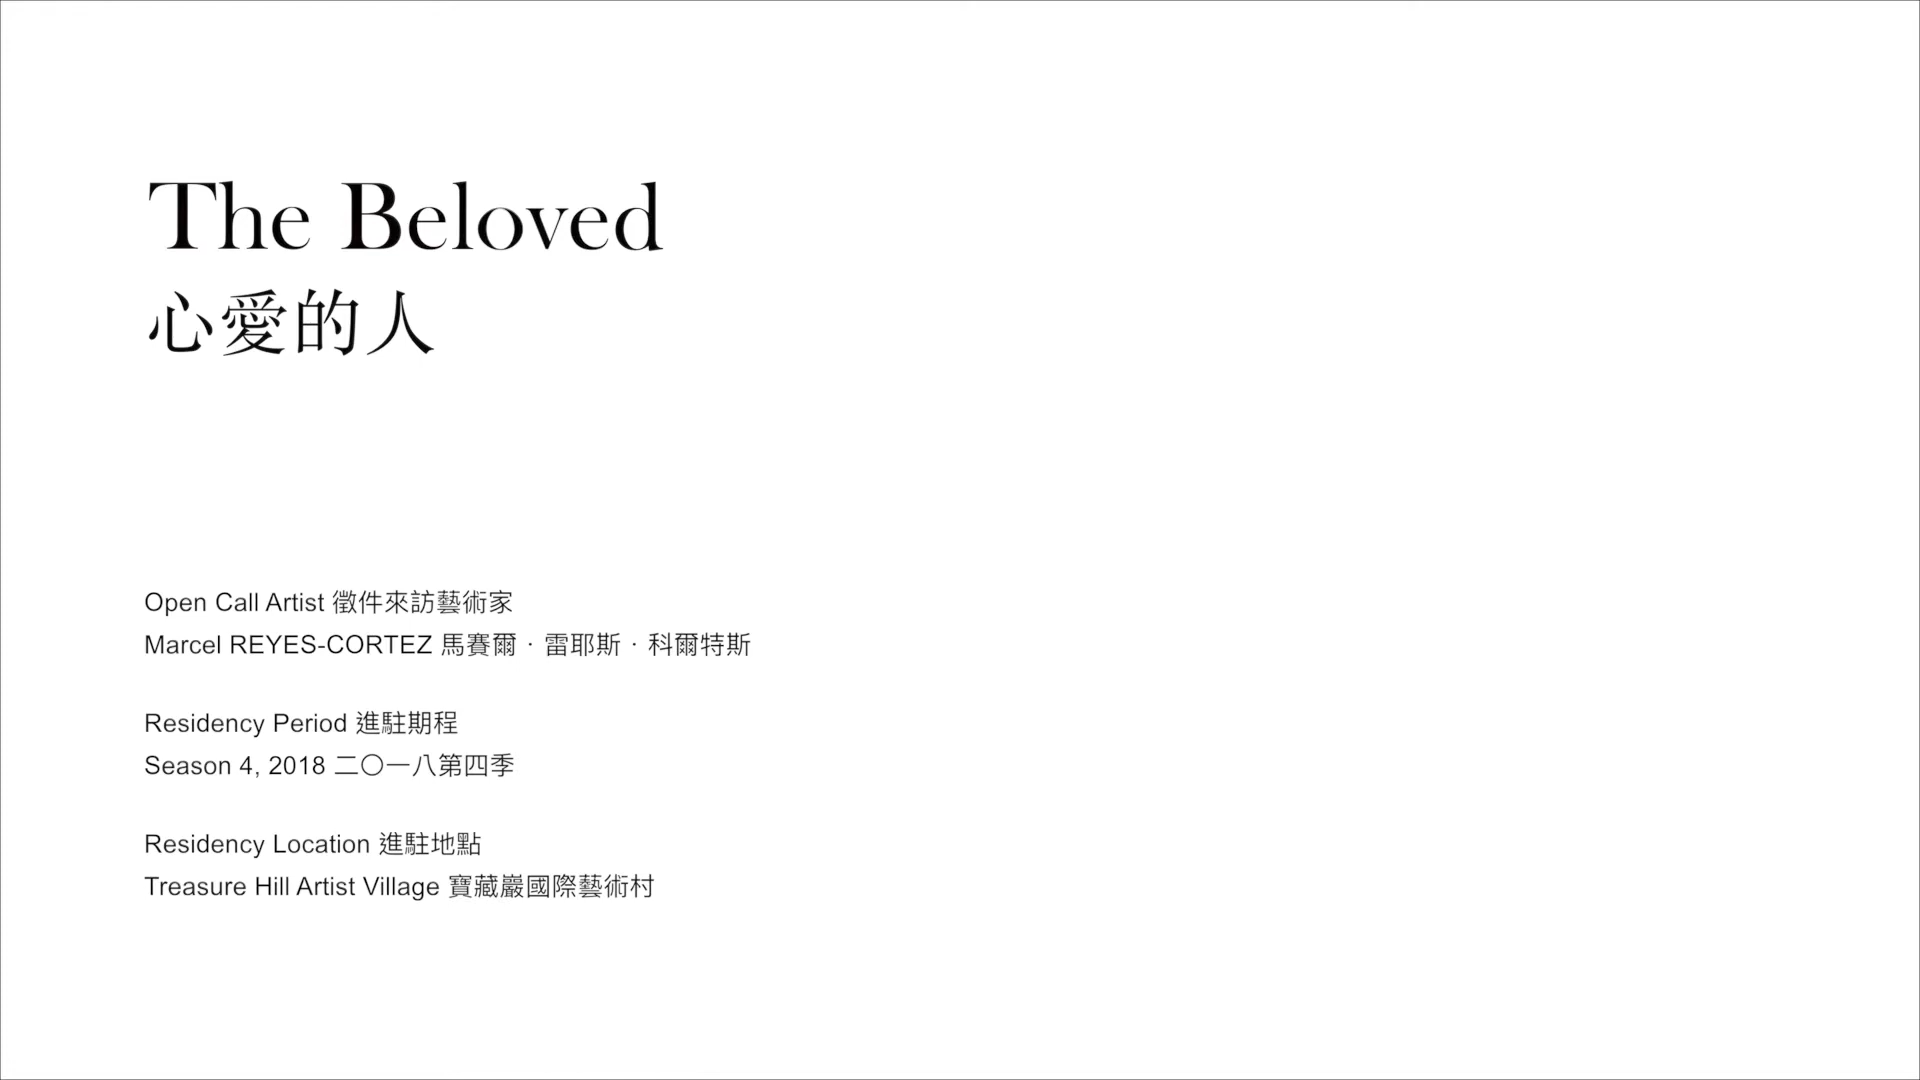 The Beloved
心愛的人
Open Call Artist 徵件來訪藝術家
Marcel REYES-CORTEZ 馬賽爾．雷耶斯．科爾特斯
Residency Period 進駐期程
Season 4, 2018 二〇一八第四季
Residency Location 進駐地點
Treasure Hill Artist Village 寶藏巖國際藝術村